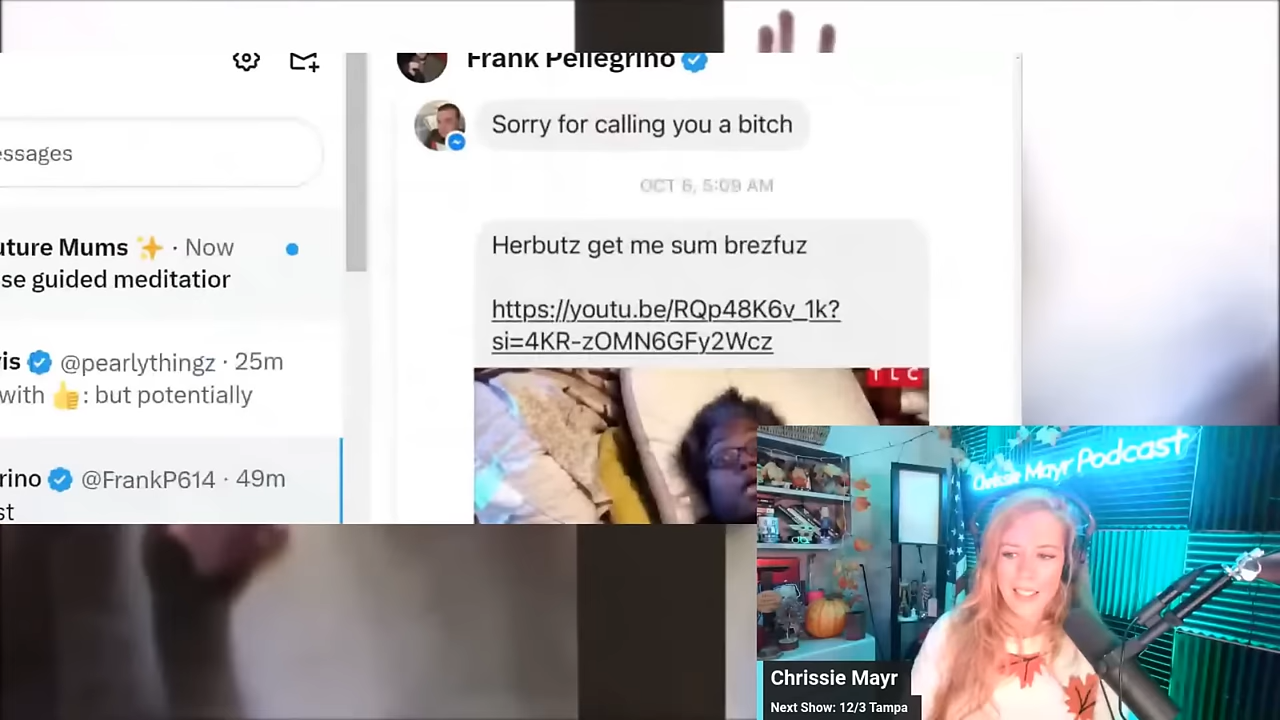 Frank Pellegrino
Sorry for calling you a bitch
essages
OCT 6, 5:09 AM
uture Mums ✨ · Now
se guided meditatior
Herbutz get me sum brezfuz
https://youtu.be/RQp48K6v_1k?
si=4KR-zOMN6GFy2Wcz
is @pearlythingz · 25m
with 👍: but potentially
TLC
rino @FrankP614 · 49m
st
Chrissie Mayr Podcast
Chrissie Mayr
Next Show: 12/3 Tampa